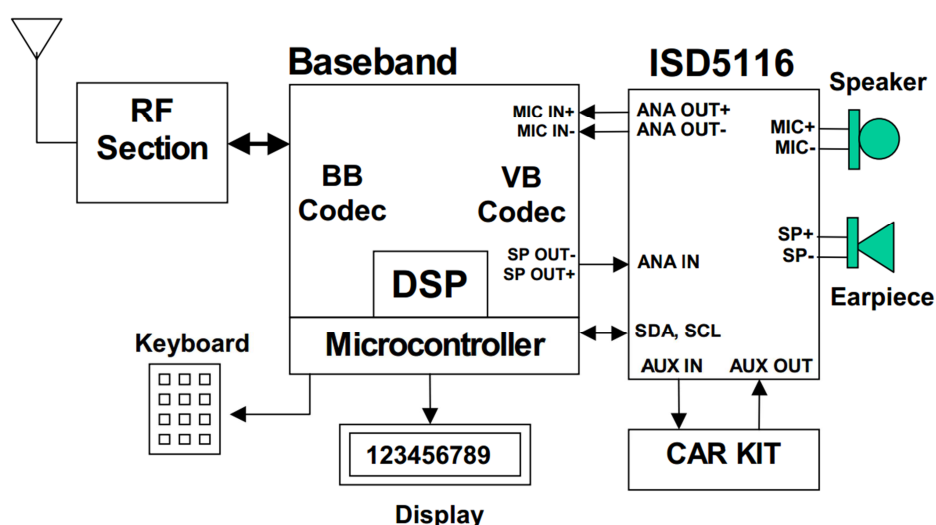 Baseband
ISD5116
Speaker
RF
Section
MIC IN+
MIC IN-
ANA OUT+
ANA OUT-
MIC+
MIC-
BB
Codec
VB
Codec
SP+
SP-
SP OUT-
SP OUT+
ANA IN
DSP
Earpiece
Keyboard
Microcontroller
SDA, SCL
AUX IN
AUX OUT
123456789
CAR KIT
Display